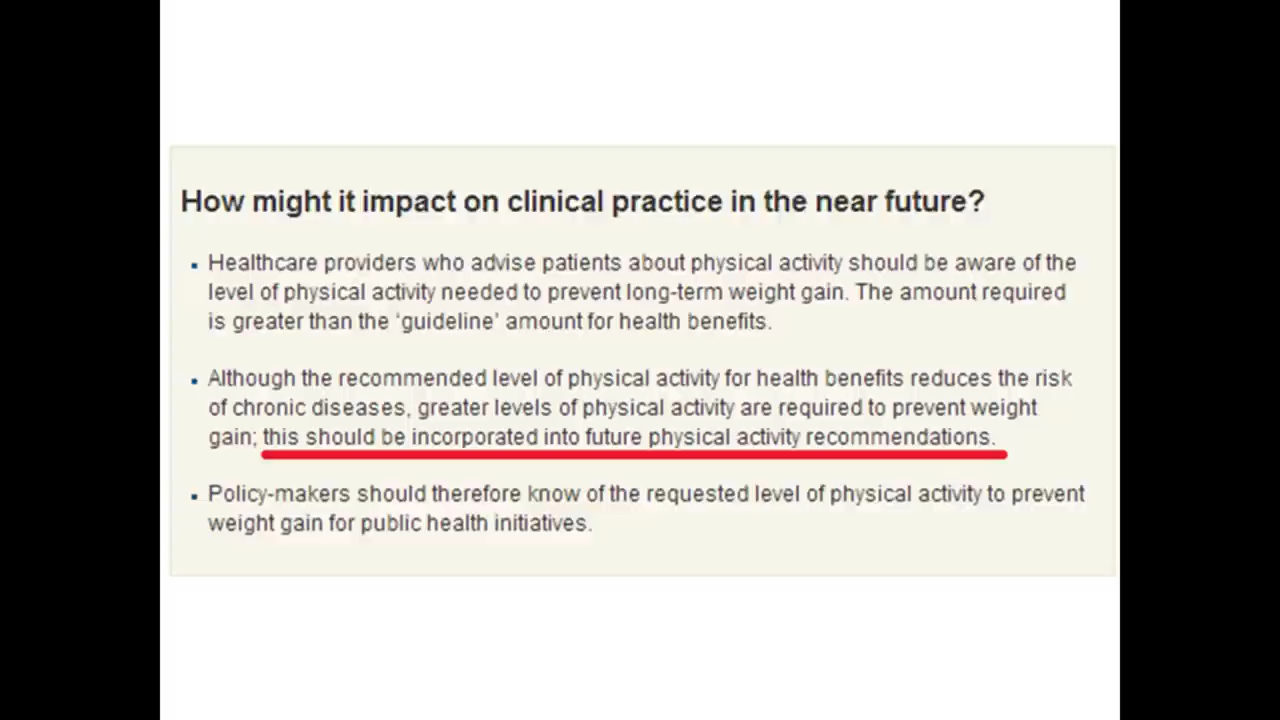 How might it impact on clinical practice in the near future?
▪ Healthcare providers who advise patients about physical activity should be aware of the
level of physical activity needed to prevent long-term weight gain. The amount required
is greater than the ‘guideline’ amount for health benefits.
▪ Although the recommended level of physical activity for health benefits reduces the risk
of chronic diseases, greater levels of physical activity are required to prevent weight
gain; this should be incorporated into future physical activity recommendations.
▪ Policy-makers should therefore know of the requested level of physical activity to prevent
weight gain for public health initiatives.